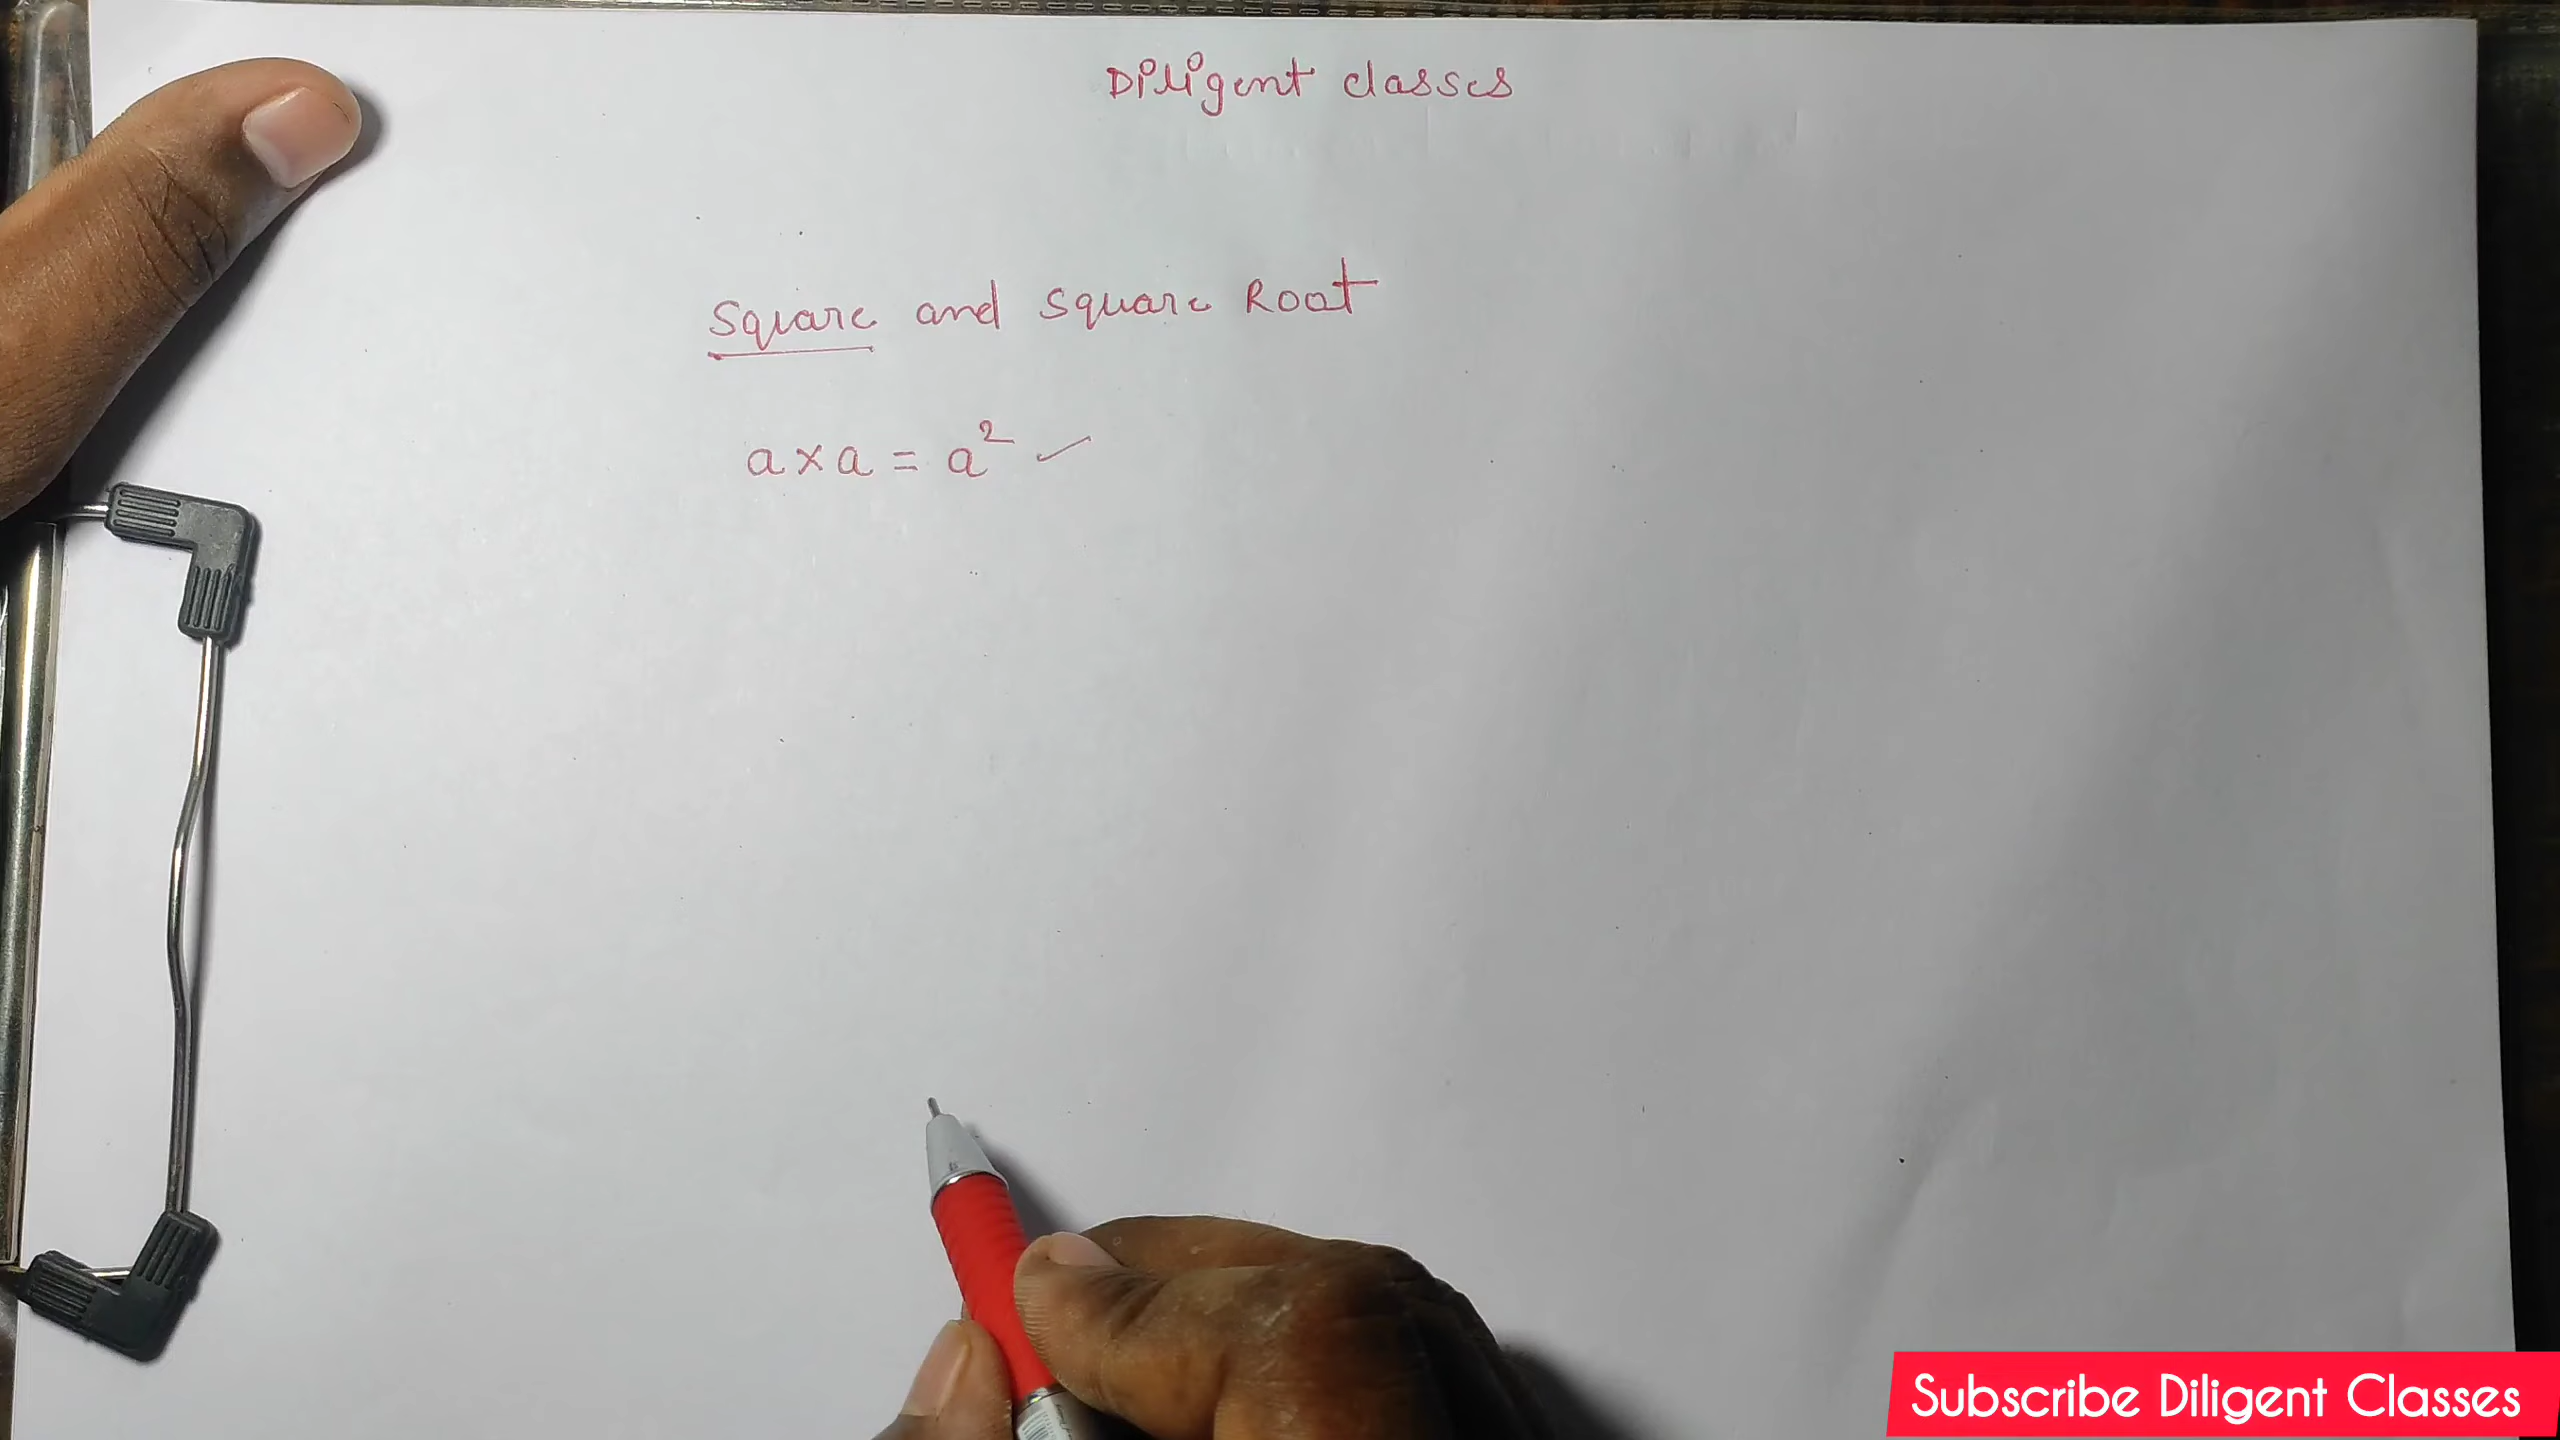 Diligent classes
Square and Square Root
a × a = a² ✓
Subscribe Diligent Classes